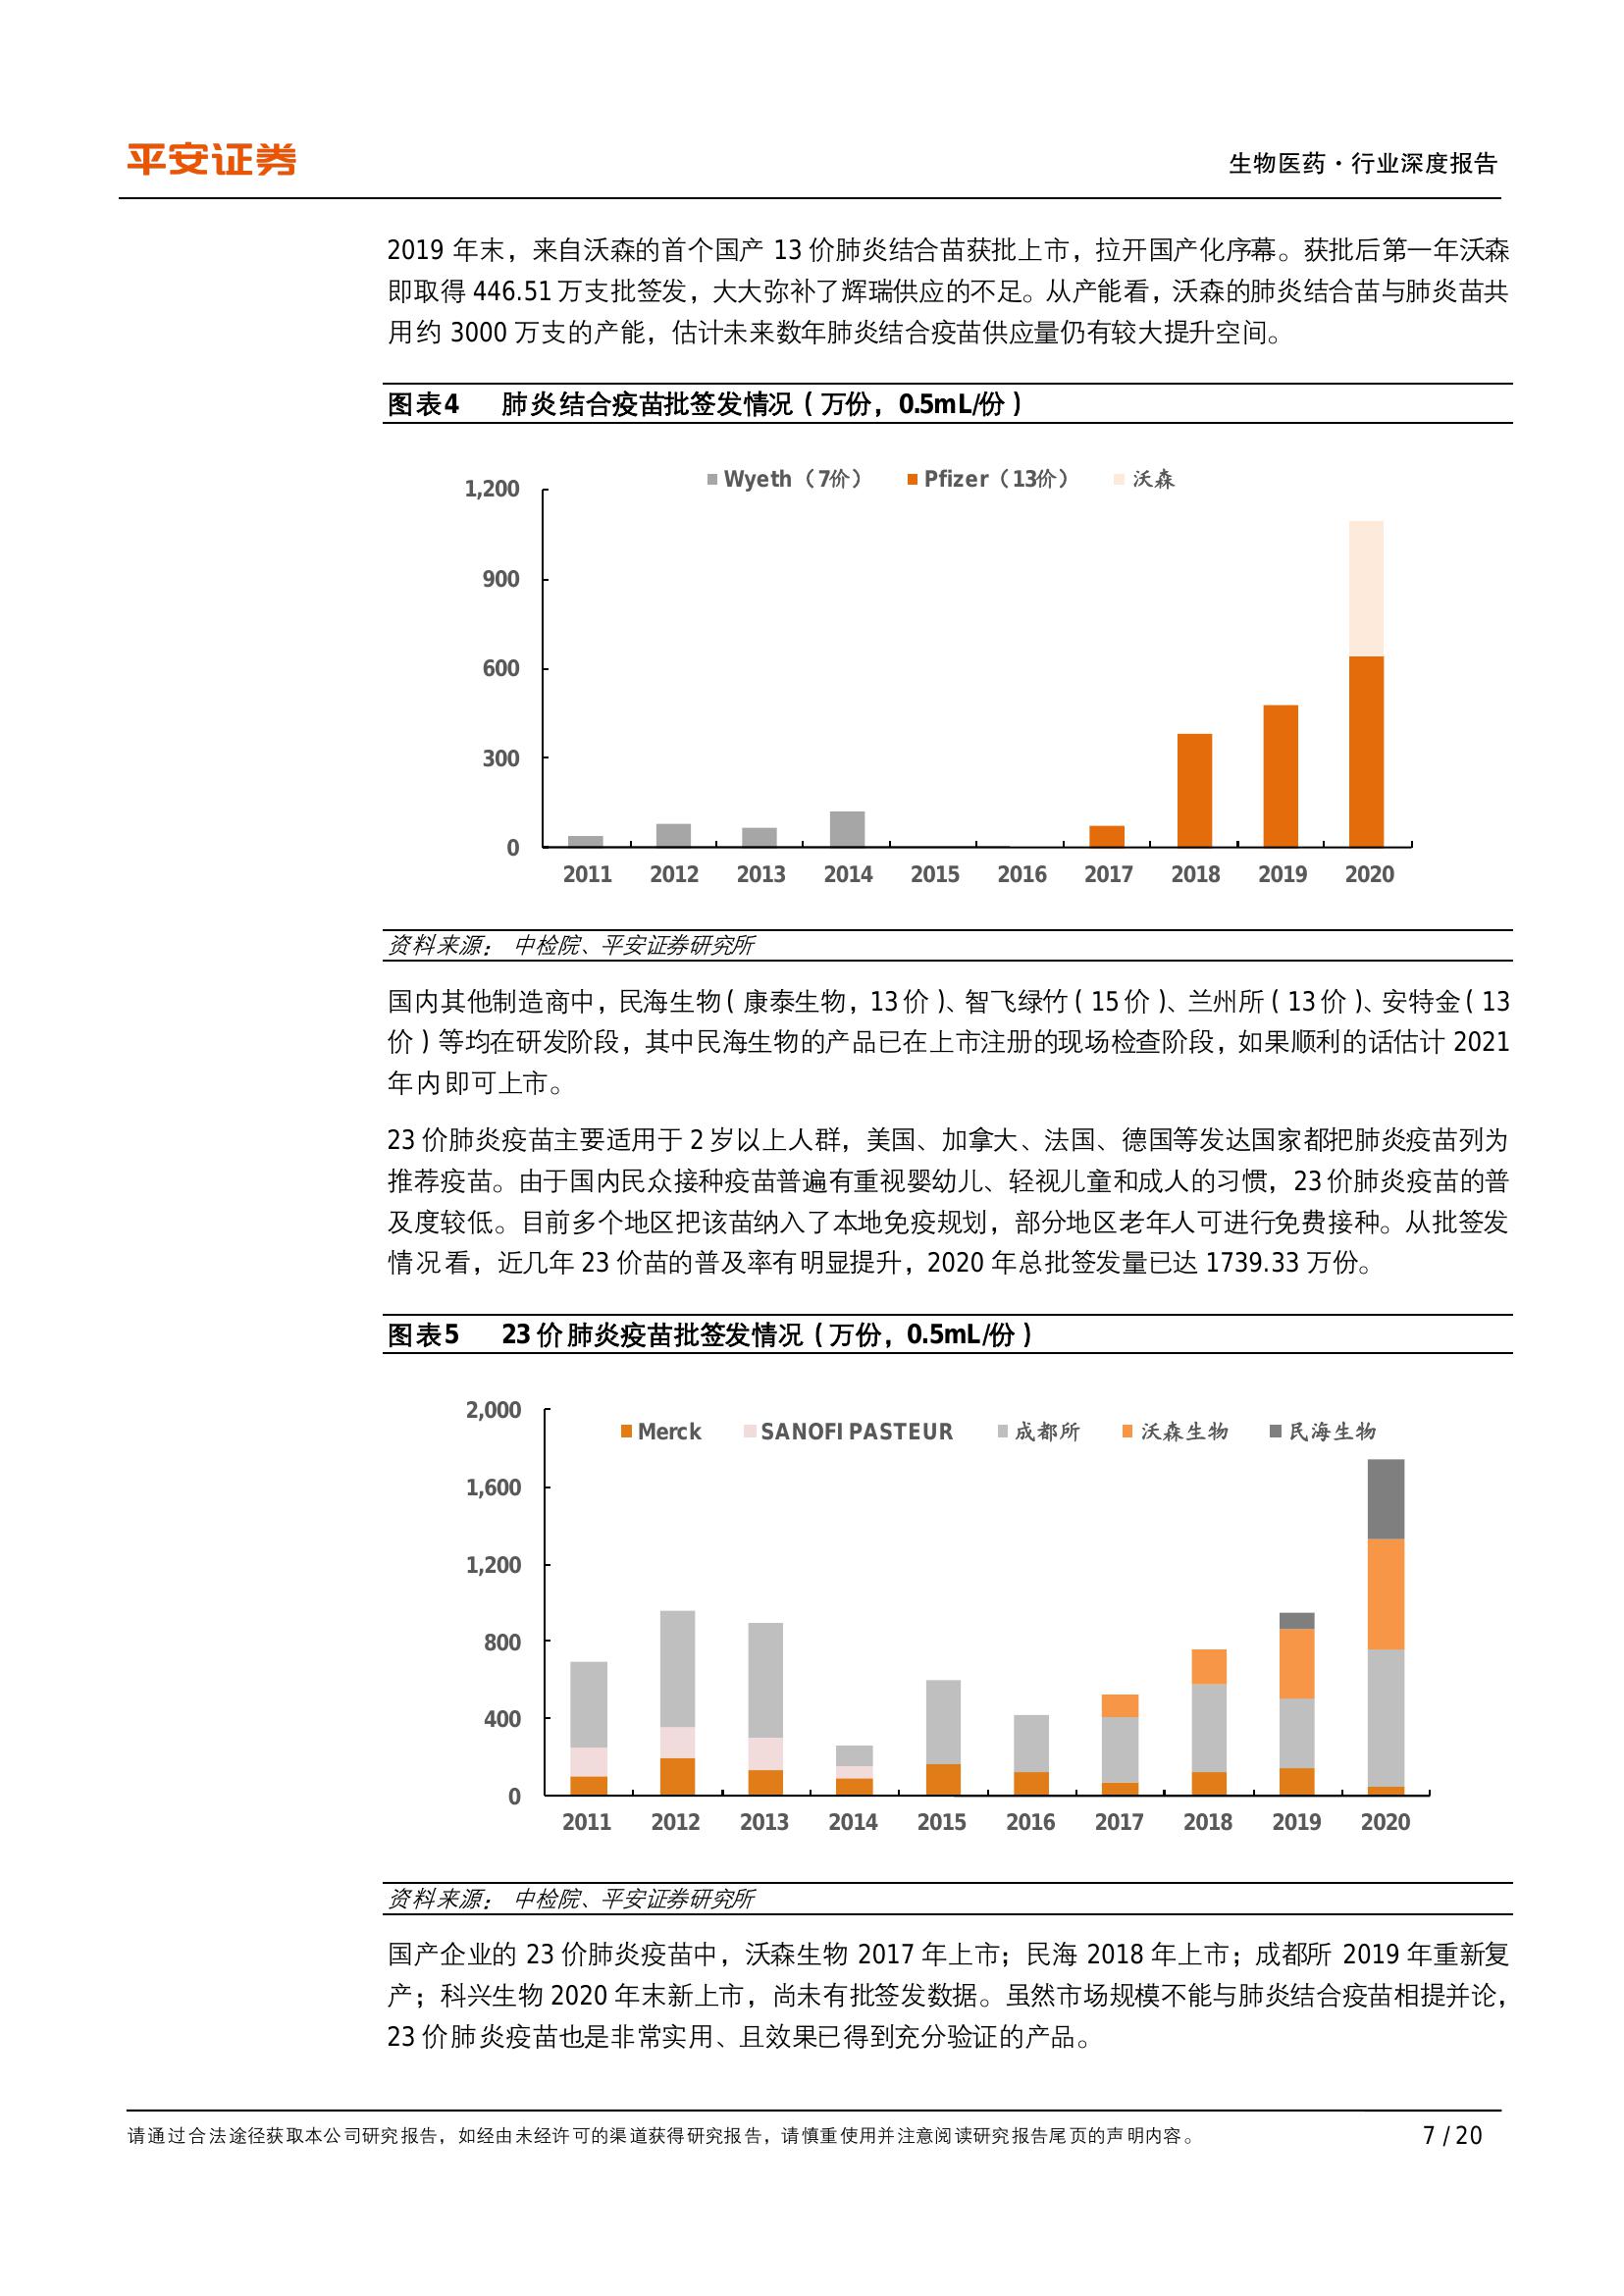 平安证券
生物医药·行业深度报告
2019 年末，来自沃森的首个国产 13 价肺炎结合苗获批上市，拉开国产化序幕。获批后第一年沃森
即取得 446.51 万支批签发，大大弥补了辉瑞供应的不足。从产能看，沃森的肺炎结合苗与肺炎苗共
用约 3000 万支的产能，估计未来数年肺炎结合疫苗供应量仍有较大提升空间。
图表4 肺炎结合疫苗批签发情况（万份，0.5mL/份）
Wyeth（7价） Pfizer（13价） 沃森
1,200
900
600
300
0
2011 2012 2013 2014 2015 2016 2017 2018 2019 2020
资料来源： 中检院、平安证券研究所
国内其他制造商中，民海生物（康泰生物，13 价）、智飞绿竹（15 价）、兰州所（13 价）、安特金（13
价）等均在研发阶段，其中民海生物的产品已在上市注册的现场检查阶段，如果顺利的话估计 2021
年内即可上市。
23 价肺炎疫苗主要适用于 2 岁以上人群，美国、加拿大、法国、德国等发达国家都把肺炎疫苗列为
推荐疫苗。由于国内民众接种疫苗普遍有重视婴幼儿、轻视儿童和成人的习惯，23 价肺炎疫苗的普
及度较低。目前多个地区把该苗纳入了本地免疫规划，部分地区老年人可进行免费接种。从批签发
情况看，近几年 23 价苗的普及率有明显提升，2020 年总批签发量已达 1739.33 万份。
图表5 23 价肺炎疫苗批签发情况（万份，0.5mL/份）
Merck SANOFI PASTEUR 成都所 沃森生物 民海生物
2,000
1,600
1,200
800
400
0
2011 2012 2013 2014 2015 2016 2017 2018 2019 2020
资料来源： 中检院、平安证券研究所
国产企业的 23 价肺炎疫苗中，沃森生物 2017 年上市；民海 2018 年上市；成都所 2019 年重新复
产；科兴生物 2020 年末新上市，尚未有批签发数据。虽然市场规模不能与肺炎结合疫苗相提并论，
23 价肺炎疫苗也是非常实用、且效果已得到充分验证的产品。
请通过合法途径获取本公司研究报告，如经由未经许可的渠道获得研究报告，请慎重使用并注意阅读研究报告尾页的声明内容。
7 / 20